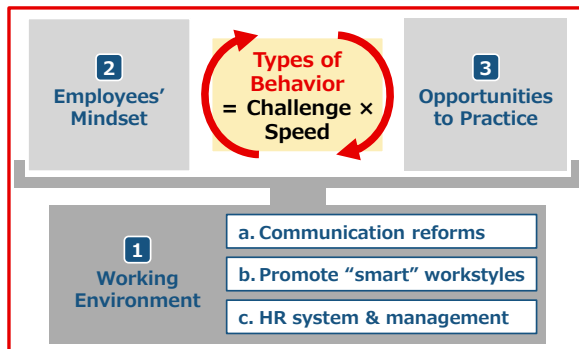 2
Employees’
Mindset
Types of
Behavior
= Challenge ×
Speed
3
Opportunities
to Practice
1
Working
Environment
a. Communication reforms
b. Promote “smart” workstyles
c. HR system & management